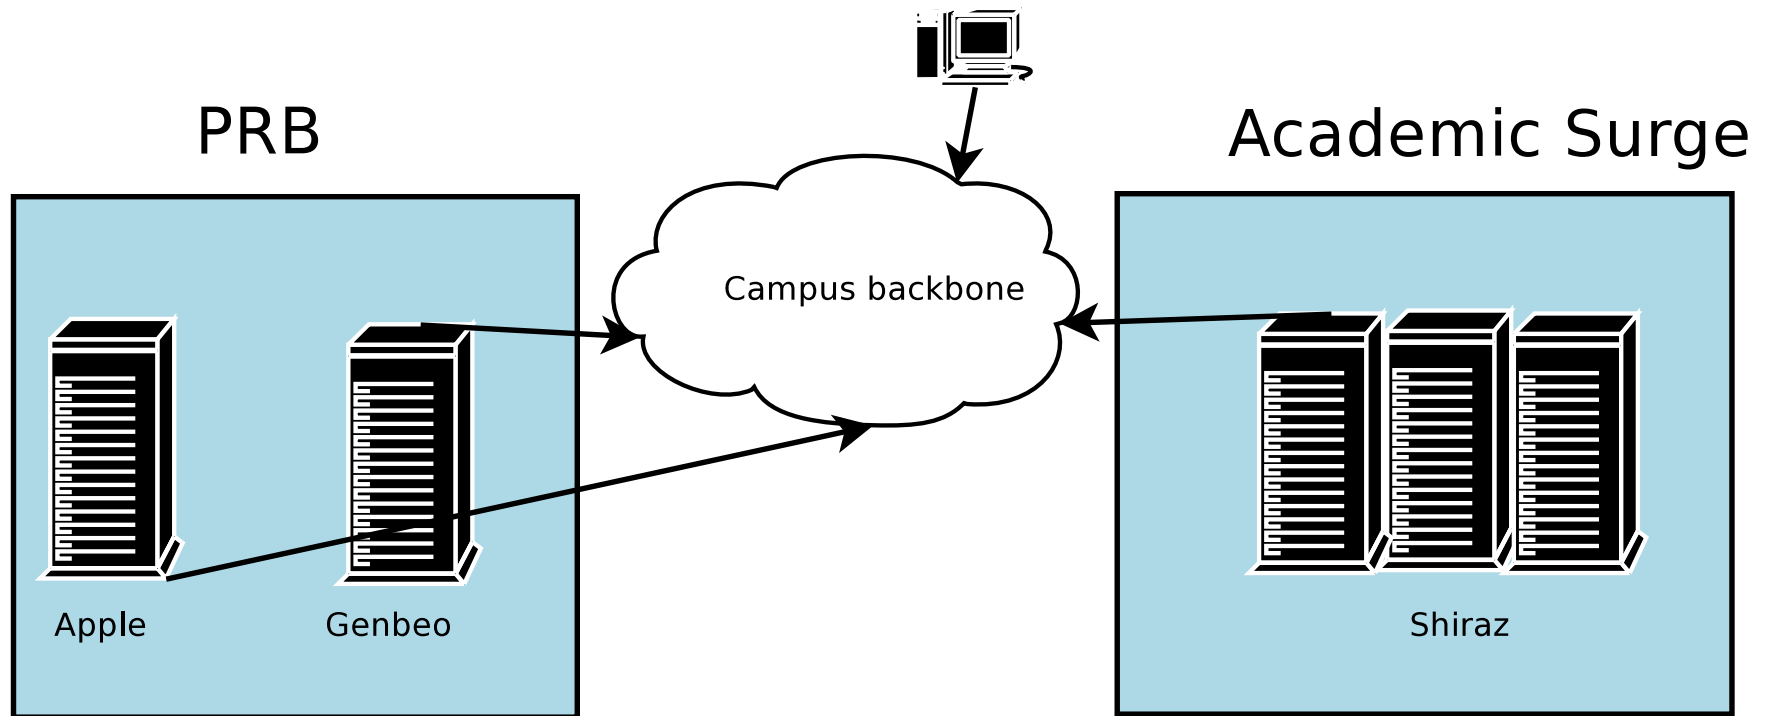 PRB
Academic Surge
Campus backbone
Apple
Genbeo
Shiraz